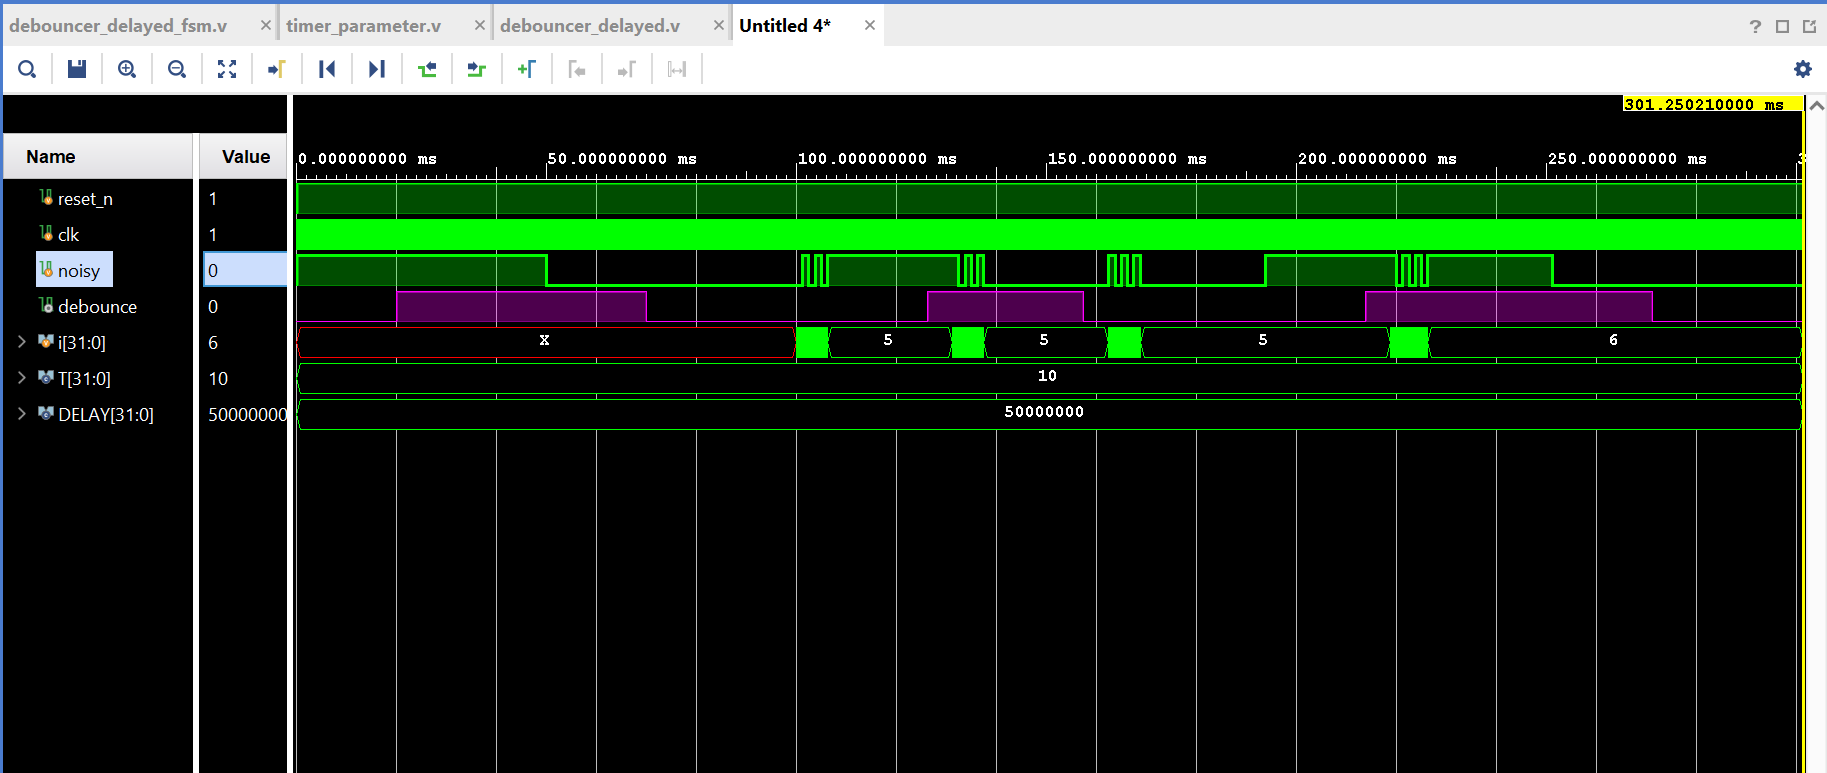 debouncer_delayed_fsm.v × timer_parameter.v × debouncer_delayed.v × Untitled 4* ×
301.250210000 ms
Name Value 0.000000000 ms 50.000000000 ms 100.000000000 ms 150.000000000 ms 200.000000000 ms 250.000000000 ms 3
reset_n 1
clk 1
noisy 0
debounce 0
i[31:0] 6 X 5 5 5 6
T[31:0] 10 10
DELAY[31:0] 50000000 50000000